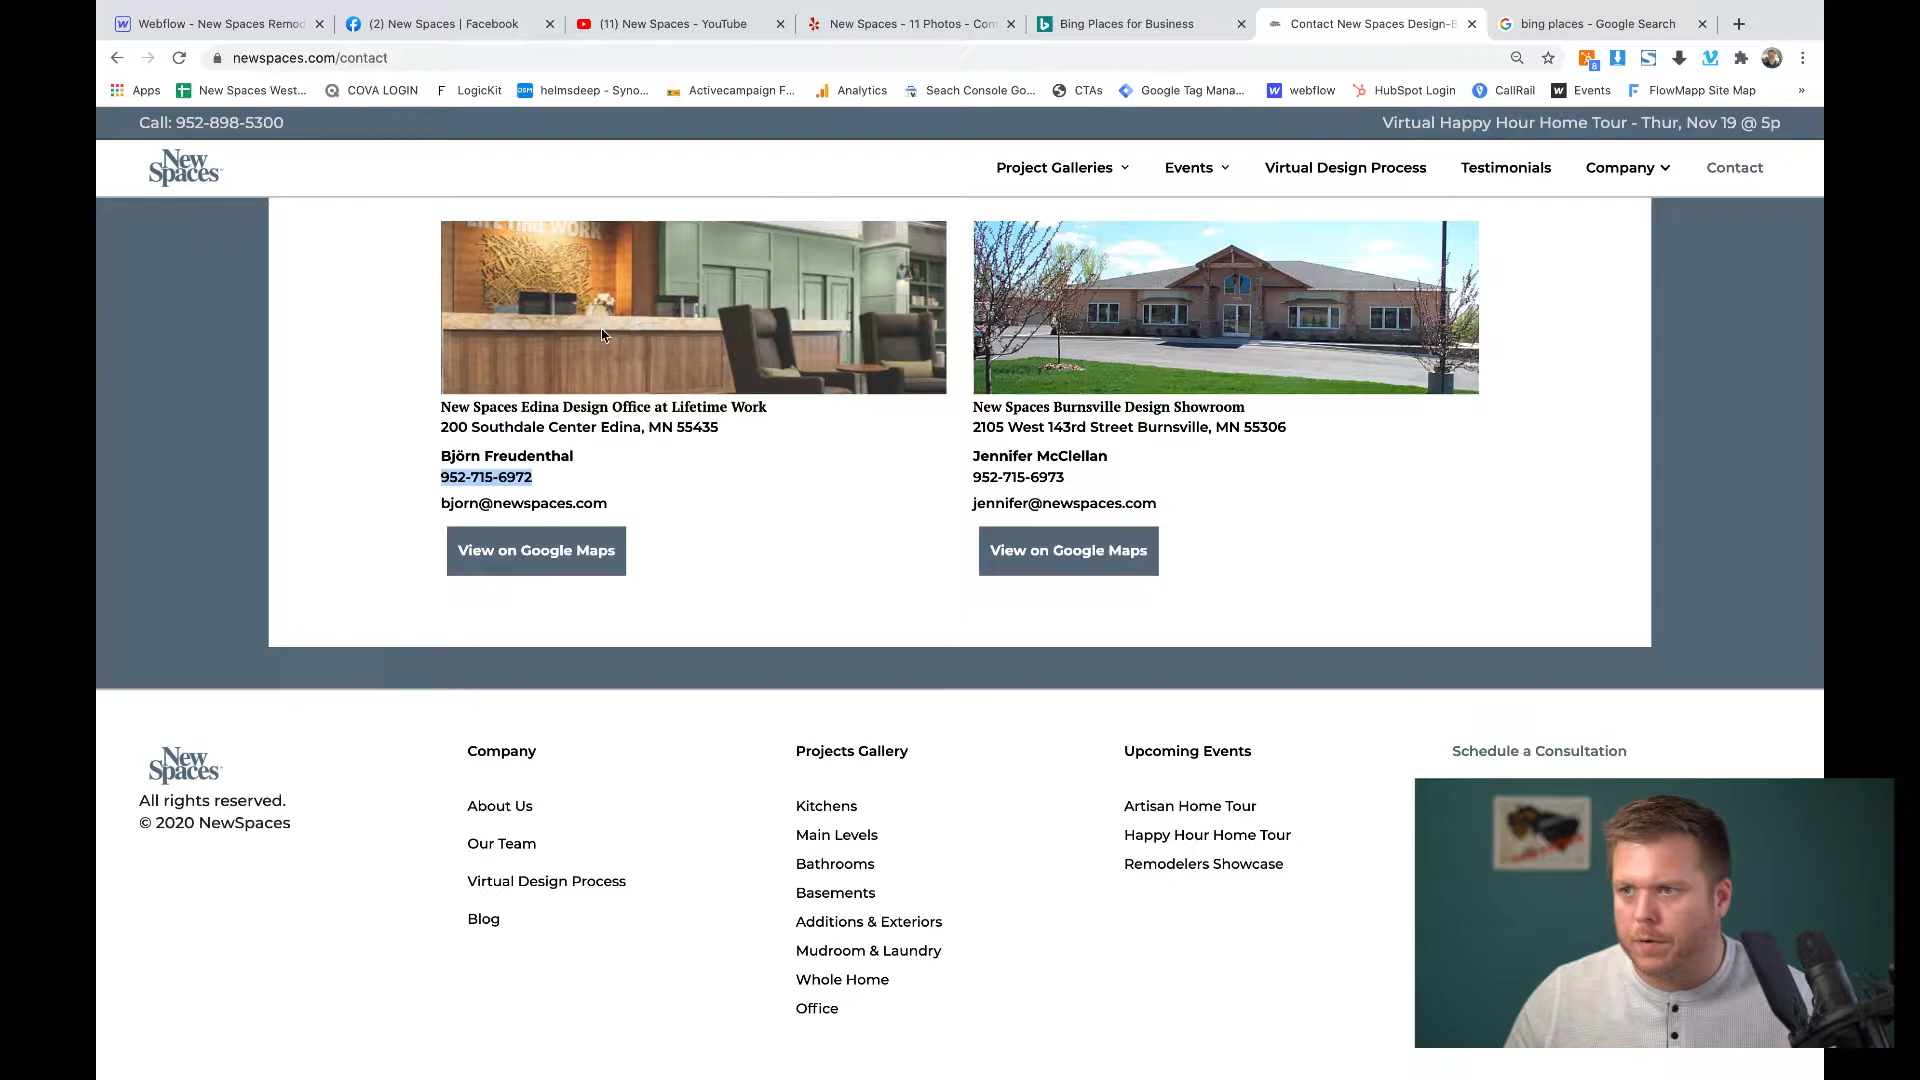 Webflow - New Spaces Remod
(2) New Spaces | Facebook
(11) New Spaces - YouTube
New Spaces - 11 Photos - Con
Bing Places for Business
Contact New Spaces Design-B
bing places - Google Search
newspaces.com/contact
8
Apps
New Spaces West...
COVA LOGIN
F LogicKit
DSM helmsdeep - Syno...
Activecampaign F...
Analytics
Seach Console Go...
CTAs
Google Tag Mana...
webflow
HubSpot Login
CallRail
Events
FlowMapp Site Map
»
Call: 952-898-5300
Virtual Happy Hour Home Tour - Thur, Nov 19 @ 5p
New Spaces
Project Galleries
Events
Virtual Design Process
Testimonials
Company
Contact
LIFE TIME WORK
New Spaces Edina Design Office at Lifetime Work
200 Southdale Center Edina, MN 55435
Björn Freudenthal
952-715-6972
bjorn@newspaces.com
View on Google Maps
New Spaces Burnsville Design Showroom
2105 West 143rd Street Burnsville, MN 55306
Jennifer McClellan
952-715-6973
jennifer@newspaces.com
View on Google Maps
New Spaces
All rights reserved.
© 2020 NewSpaces
Company
About Us
Our Team
Virtual Design Process
Blog
Projects Gallery
Kitchens
Main Levels
Bathrooms
Basements
Additions & Exteriors
Mudroom & Laundry
Whole Home
Office
Upcoming Events
Artisan Home Tour
Happy Hour Home Tour
Remodelers Showcase
Schedule a Consultation